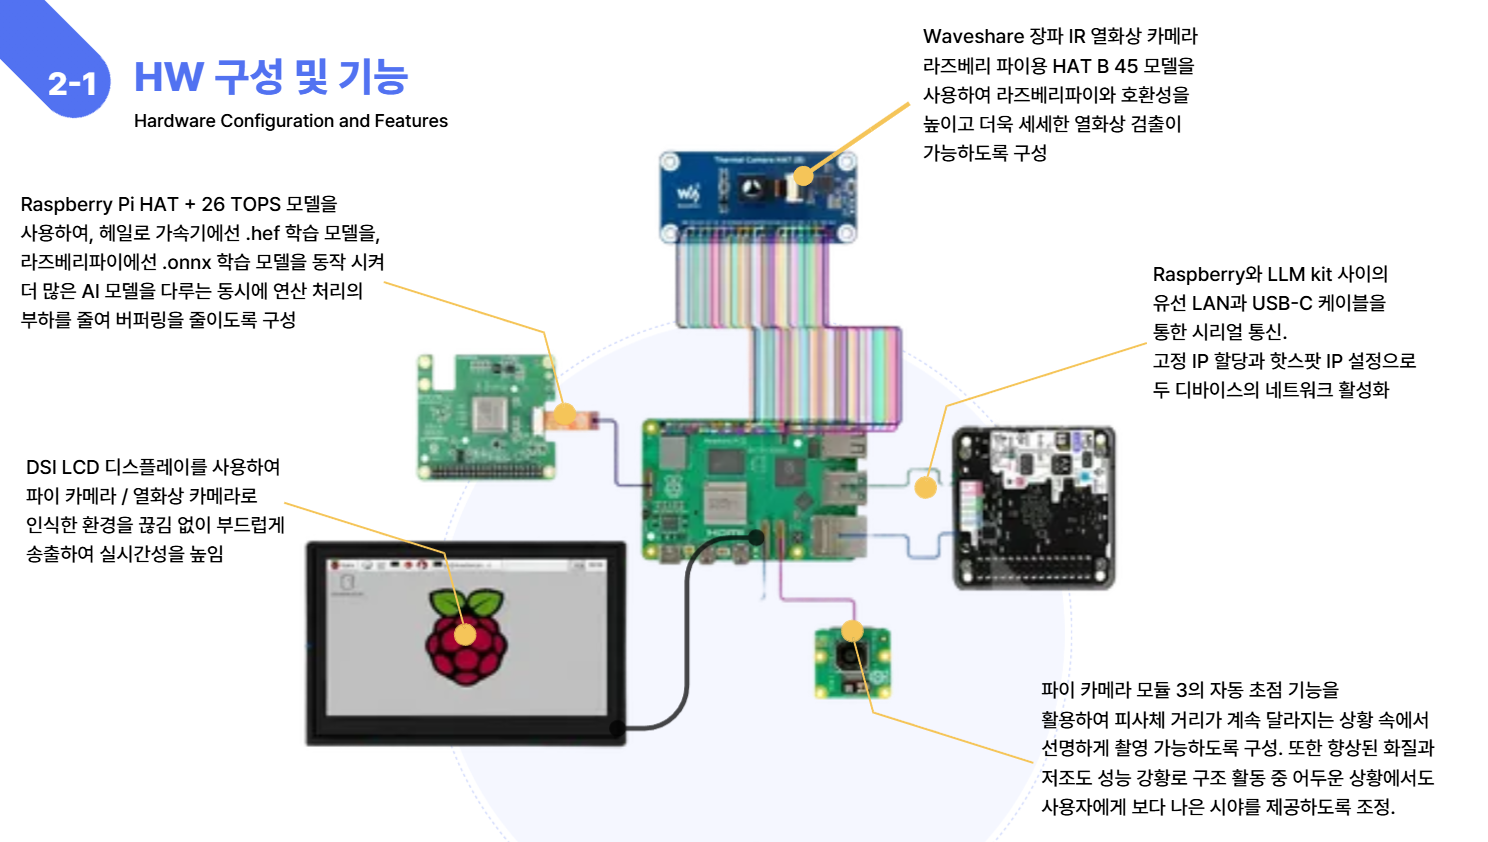 2-1
HW 구성 및 기능
Hardware Configuration and Features
Waveshare 장파 IR 열화상 카메라
라즈베리 파이용 HAT B 45 모델을
사용하여 라즈베리파이와 호환성을
높이고 더욱 세세한 열화상 검출이
가능하도록 구성
Raspberry Pi HAT + 26 TOPS 모델을
사용하여, 헤일로 가속기에선 .hef 학습 모델을,
라즈베리파이에선 .onnx 학습 모델을 동작 시켜
더 많은 AI 모델을 다루는 동시에 연산 처리의
부하를 줄여 버퍼링을 줄이도록 구성
Thermal Camera HAT
Raspberry와 LLM kit 사이의
유선 LAN과 USB-C 케이블을
통한 시리얼 통신.
고정 IP 할당과 핫스팟 IP 설정으로
두 디바이스의 네트워크 활성화
DSI LCD 디스플레이를 사용하여
파이 카메라 / 열화상 카메라로
인식한 환경을 끊김 없이 부드럽게
송출하여 실시간성을 높임
HDMI
파이 카메라 모듈 3의 자동 초점 기능을
활용하여 피사체 거리가 계속 달라지는 상황 속에서
선명하게 촬영 가능하도록 구성. 또한 향상된 화질과
저조도 성능 강황로 구조 활동 중 어두운 상황에서도
사용자에게 보다 나은 시야를 제공하도록 조정.